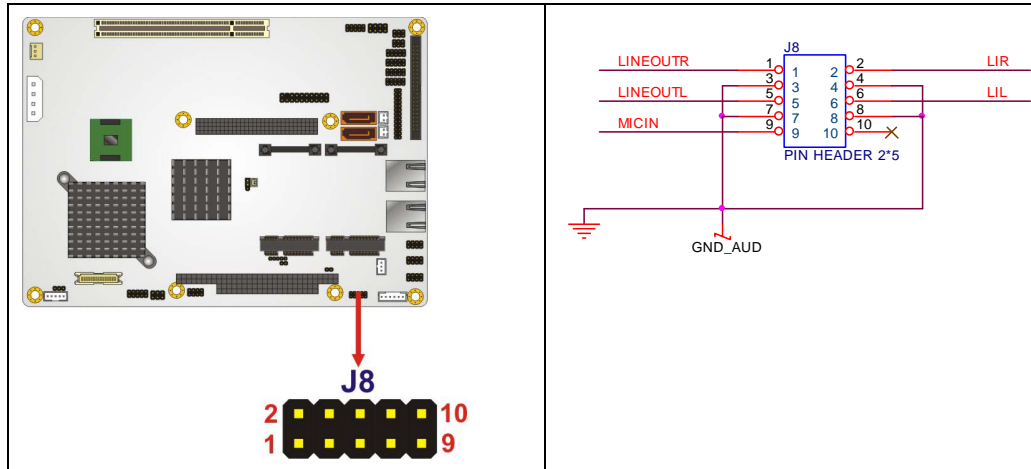 J8
2 10
1 9
J8
LINEOUTR 1 1 2 2 LIR
3 3 4 4
LINEOUTL 5 5 6 6 LIL
7 7 8 8
MICIN 9 9 10 10
PIN HEADER 2*5
GND_AUD